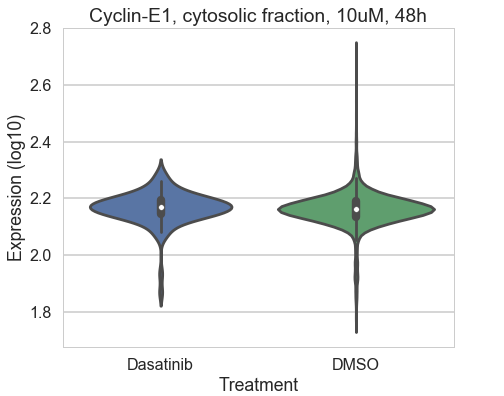 Cyclin-E1, cytosolic fraction, 10uM, 48h
2.8
2.6
2.4
2.2
2.0
1.8
Expression (log10)
Dasatinib
DMSO
Treatment